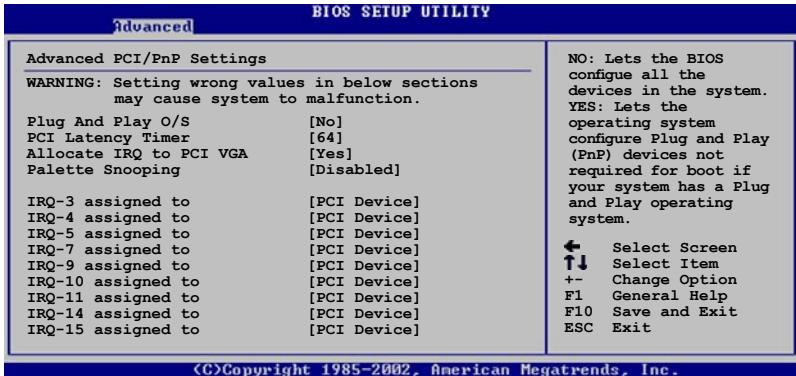 BIOS SETUP UTILITY
Advanced
Advanced PCI/PnP Settings
WARNING: Setting wrong values in below sections
may cause system to malfunction.
Plug And Play O/S [No]
PCI Latency Timer [64]
Allocate IRQ to PCI VGA [Yes]
Palette Snooping [Disabled]
IRQ-3 assigned to [PCI Device]
IRQ-4 assigned to [PCI Device]
IRQ-5 assigned to [PCI Device]
IRQ-7 assigned to [PCI Device]
IRQ-9 assigned to [PCI Device]
IRQ-10 assigned to [PCI Device]
IRQ-11 assigned to [PCI Device]
IRQ-14 assigned to [PCI Device]
IRQ-15 assigned to [PCI Device]
NO: Lets the BIOS
configue all the
devices in the system.
YES: Lets the
operating system
configure Plug and Play
(PnP) devices not
required for boot if
your system has a Plug
and Play operating
system.
← Select Screen
↑↓ Select Item
+- Change Option
F1 General Help
F10 Save and Exit
ESC Exit
(C)Copyright 1985-2002, American Megatrends, Inc.